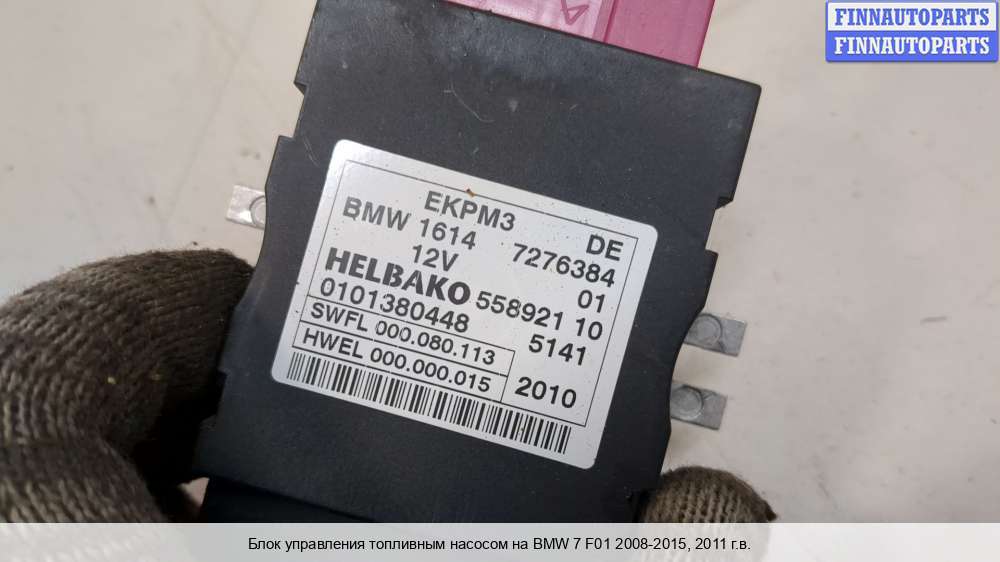 FINNAUTOPARTS
FINNAUTOPARTS
EKPM3 DE
BMW 1614 7276384
12V 01
HELBAKO 558921 10
0101380448 5141
SWFL 000.080.113
HWEL 000.000.015 2010
Блок управления топливным насосом на BMW 7 F01 2008-2015, 2011 г.в.